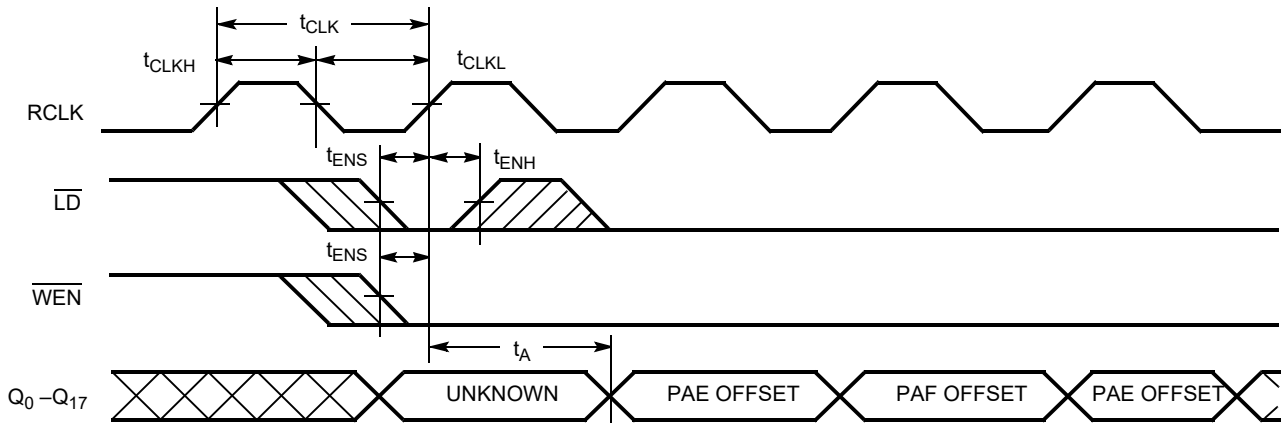 tCLK
tCLKH
tCLKL
RCLK
tENS
tENH
LD
tENS
WEN
tA
Q0 –Q17
UNKNOWN
PAE OFFSET
PAF OFFSET
PAE OFFSET